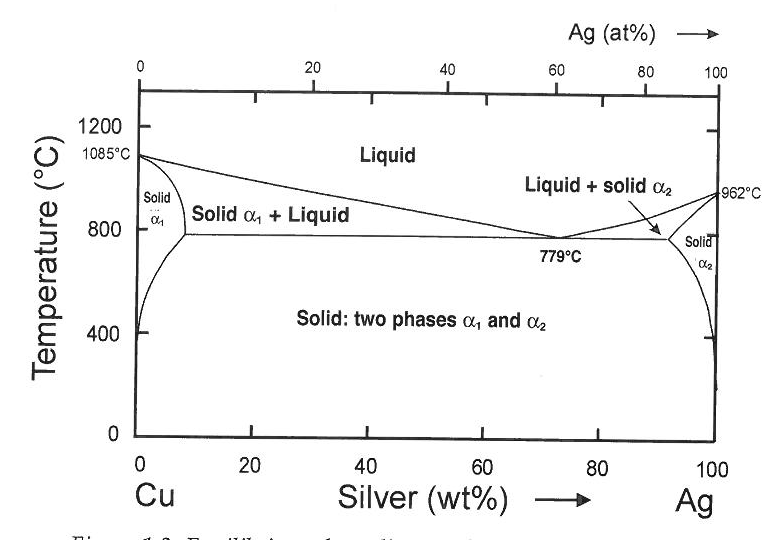 Ag (at%)
0 20 40 60 80 100
1200
1085°C
Liquid
Liquid + solid α₂
962°C
Solid α₁
Solid α₁ + Liquid
800
Solid α₂
779°C
Temperature (°C)
Solid: two phases α₁ and α₂
400
0
0 20 40 60 80 100
Cu Silver (wt%) Ag